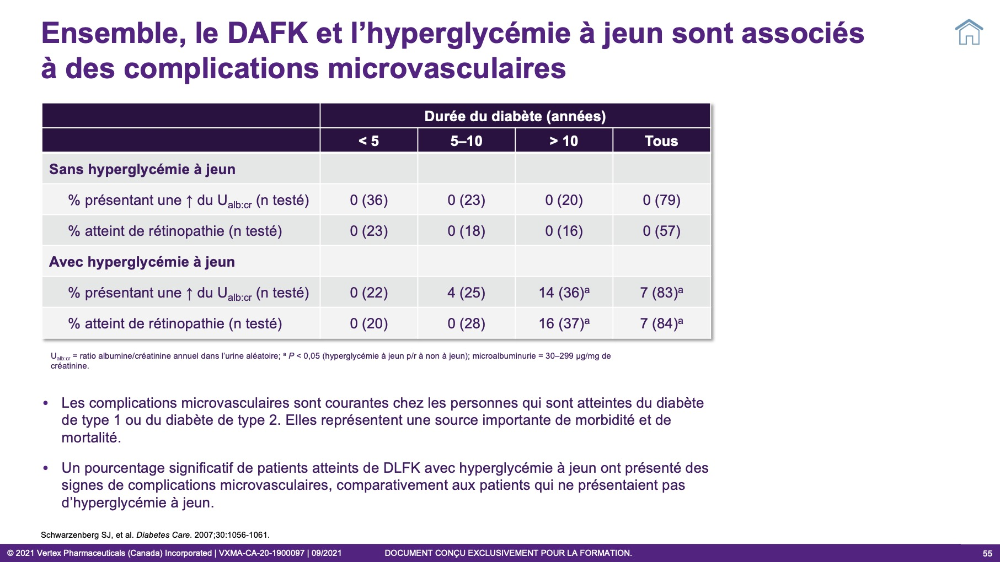 Ensemble, le DAFK et l’hyperglycémie à jeun sont associés
à des complications microvasculaires
Durée du diabète (années)
< 5 5–10 > 10 Tous
Sans hyperglycémie à jeun
% présentant une ↑ du Ualb:cr (n testé) 0 (36) 0 (23) 0 (20) 0 (79)
% atteint de rétinopathie (n testé) 0 (23) 0 (18) 0 (16) 0 (57)
Avec hyperglycémie à jeun
% présentant une ↑ du Ualb:cr (n testé) 0 (22) 4 (25) 14 (36)a 7 (83)a
% atteint de rétinopathie (n testé) 0 (20) 0 (28) 16 (37)a 7 (84)a
Ualb:cr = ratio albumine/créatinine annuel dans l’urine aléatoire; a P < 0,05 (hyperglycémie à jeun p/r à non à jeun); microalbuminurie = 30–299 µg/mg de
créatinine.
• Les complications microvasculaires sont courantes chez les personnes qui sont atteintes du diabète
de type 1 ou du diabète de type 2. Elles représentent une source importante de morbidité et de
mortalité.
• Un pourcentage significatif de patients atteints de DLFK avec hyperglycémie à jeun ont présenté des
signes de complications microvasculaires, comparativement aux patients qui ne présentaient pas
d’hyperglycémie à jeun.
Schwarzenberg SJ, et al. Diabetes Care. 2007;30:1056-1061.
© 2021 Vertex Pharmaceuticals (Canada) Incorporated | VXMA-CA-20-1900097 | 09/2021 DOCUMENT CONÇU EXCLUSIVEMENT POUR LA FORMATION. 55